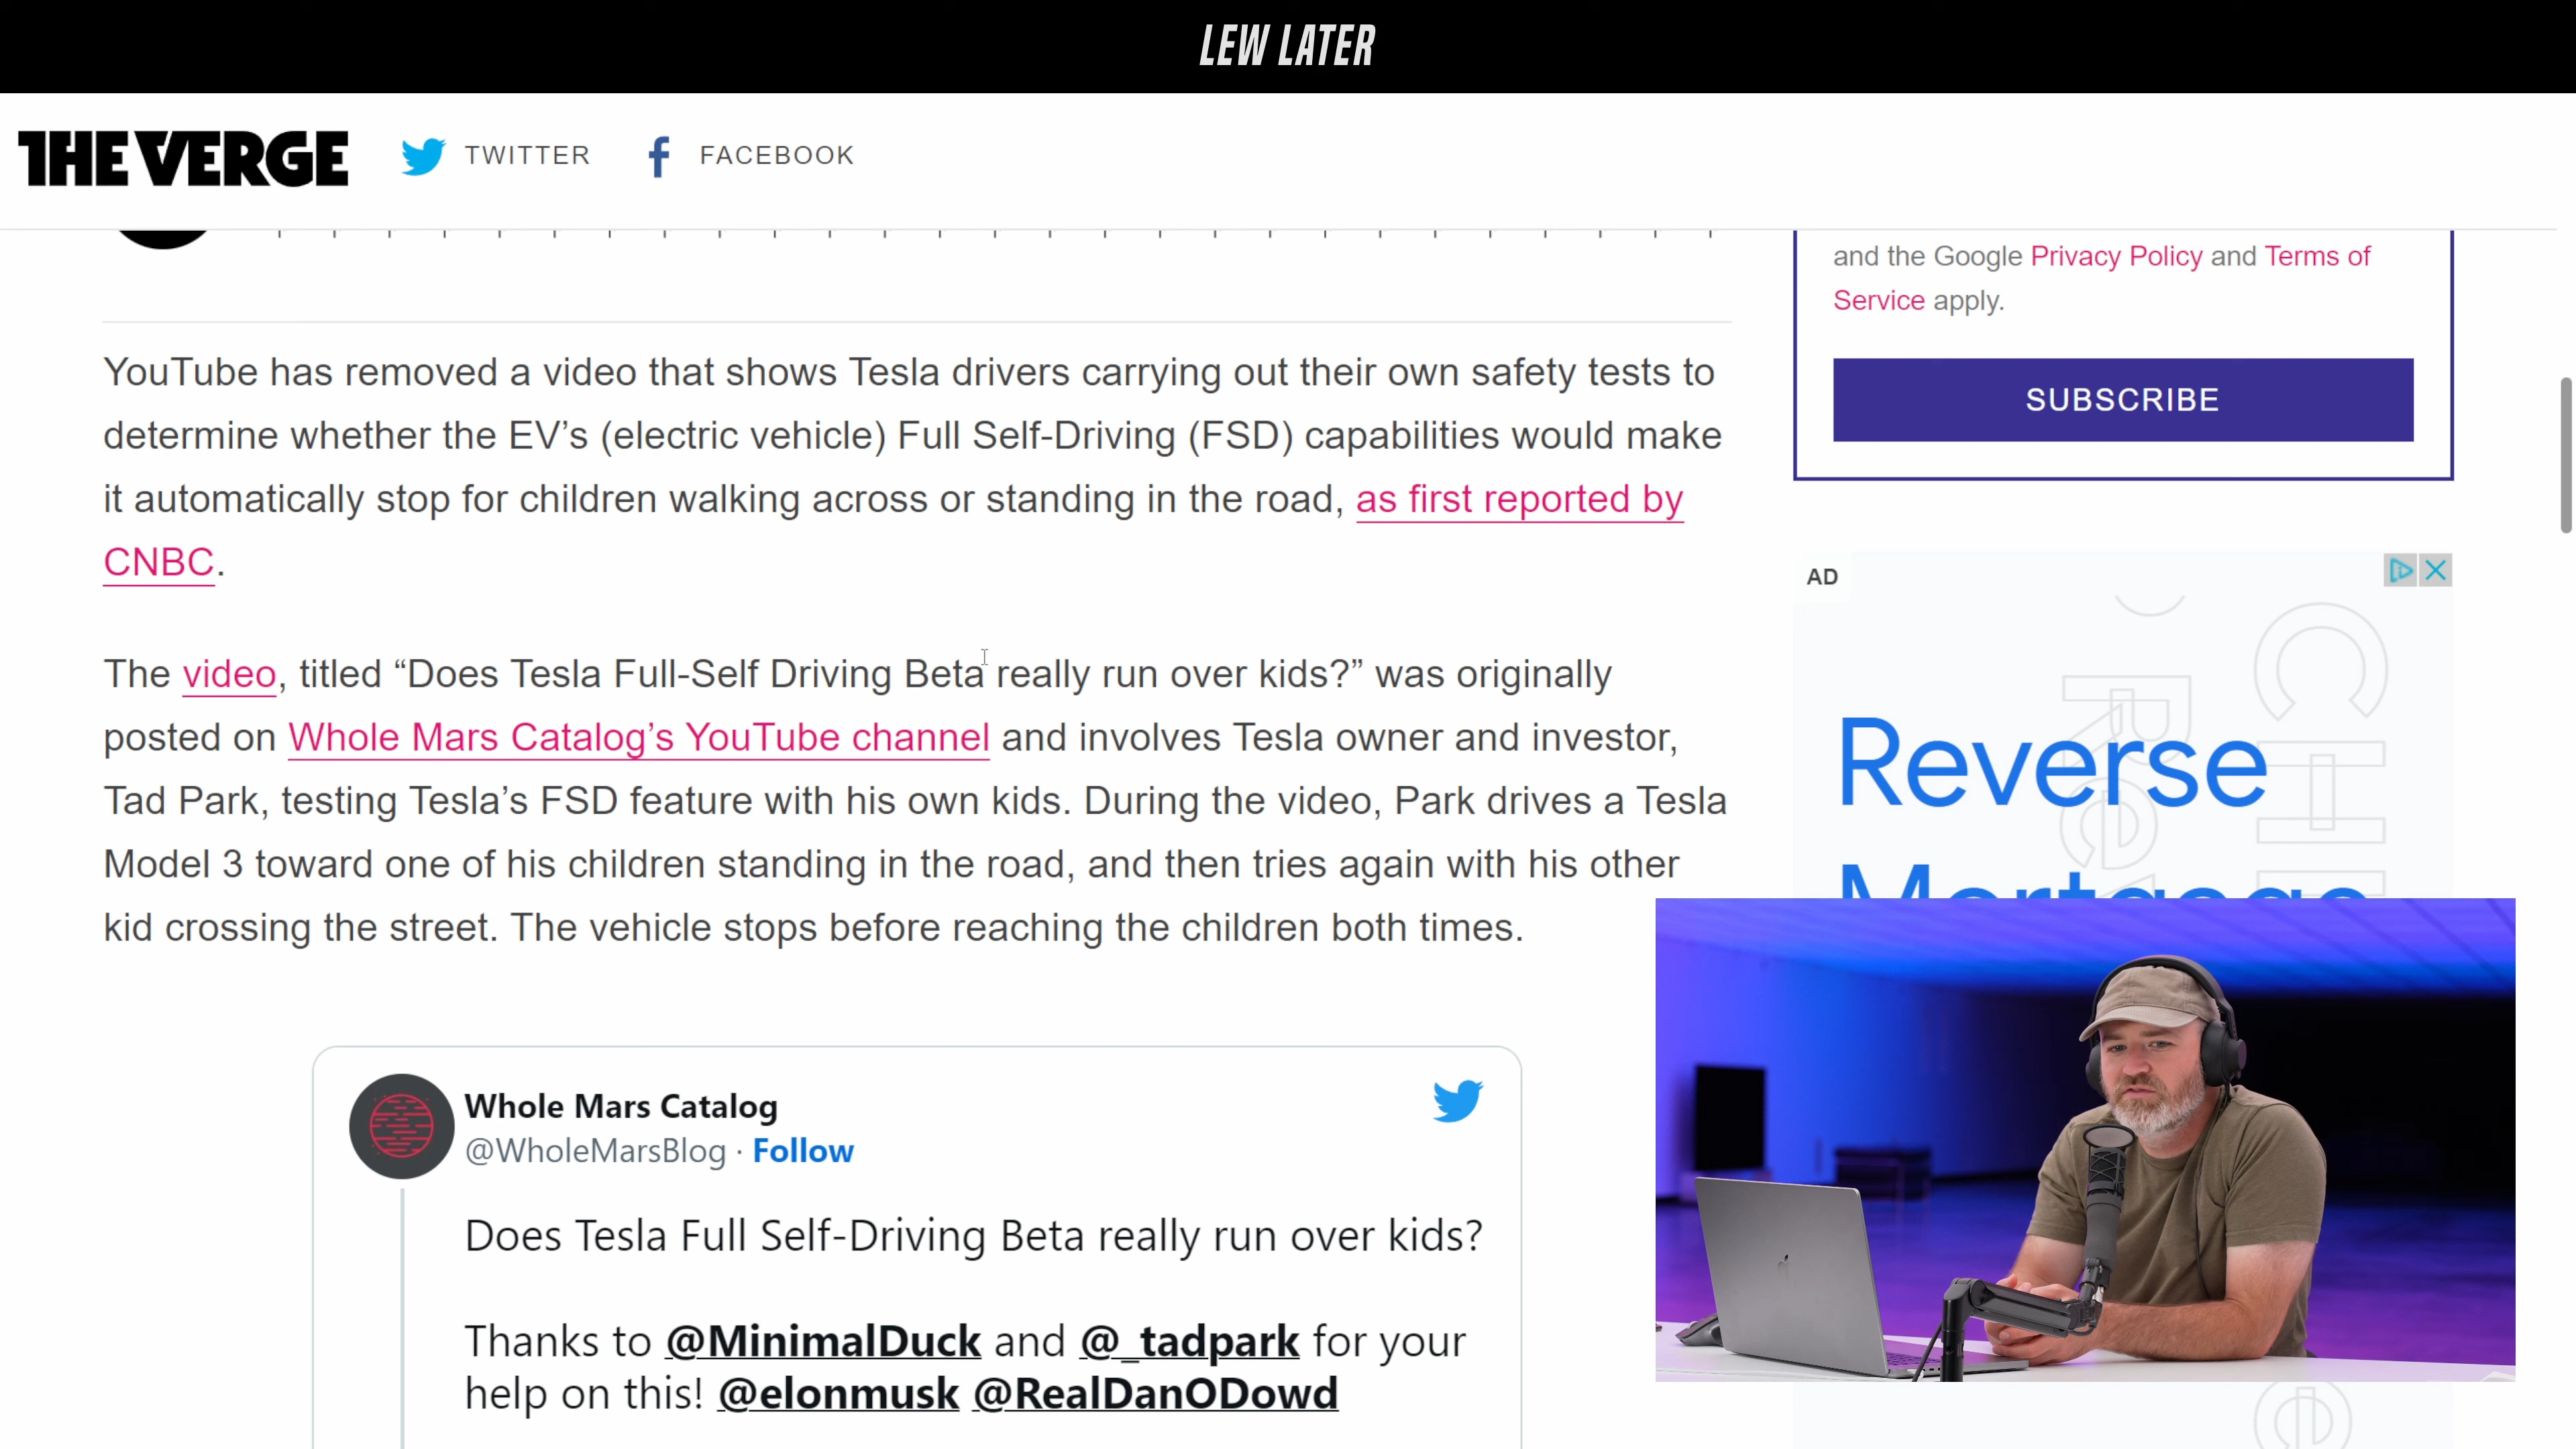 LEW LATER
THE VERGE
TWITTER
FACEBOOK
and the Google Privacy Policy and Terms of
Service apply.
SUBSCRIBE
YouTube has removed a video that shows Tesla drivers carrying out their own safety tests to
determine whether the EV’s (electric vehicle) Full Self-Driving (FSD) capabilities would make
it automatically stop for children walking across or standing in the road, as first reported by
CNBC.
The video, titled “Does Tesla Full-Self Driving Beta really run over kids?” was originally
posted on Whole Mars Catalog’s YouTube channel and involves Tesla owner and investor,
Tad Park, testing Tesla’s FSD feature with his own kids. During the video, Park drives a Tesla
Model 3 toward one of his children standing in the road, and then tries again with his other
kid crossing the street. The vehicle stops before reaching the children both times.
AD
Reverse
Mortgage
Whole Mars Catalog
@WholeMarsBlog · Follow
Does Tesla Full Self-Driving Beta really run over kids?
Thanks to @MinimalDuck and @_tadpark for your
help on this! @elonmusk @RealDanODowd